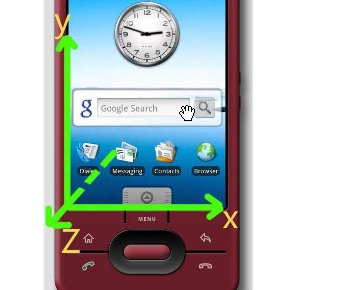 y
g Google Search
Dialer Messaging Contacts Browser
x
MENU
Z